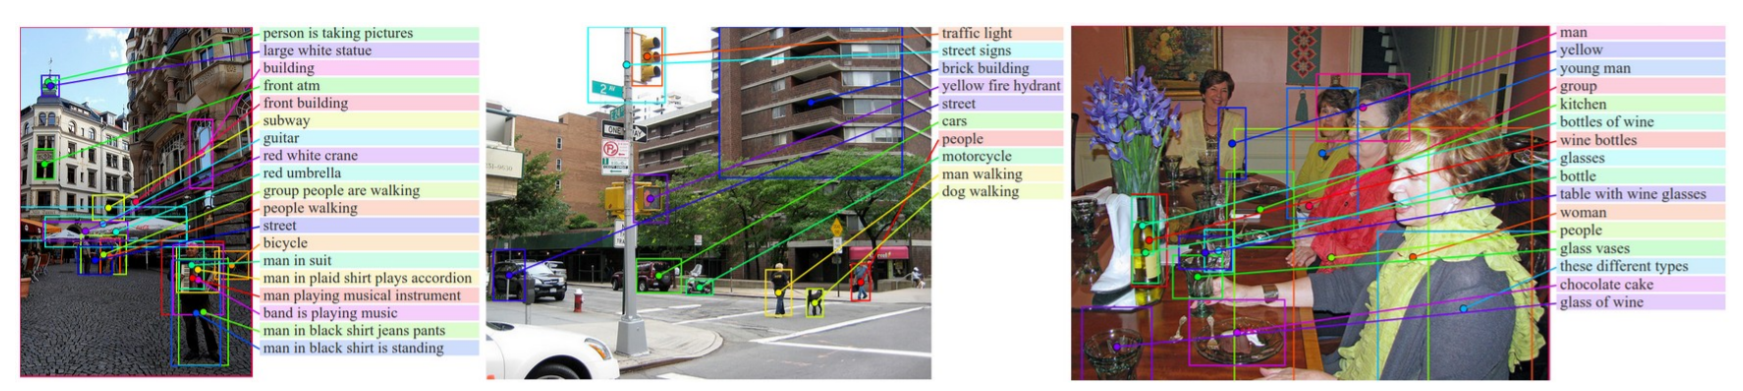 person is taking pictures
large white statue
building
front atm
front building
subway
guitar
red white crane
red umbrella
group people are walking
people walking
street
bicycle
man in suit
man in plaid shirt plays accordion
man playing musical instrument
band is playing music
man in black shirt jeans pants
man in black shirt is standing
2 AV
ONE WAY
traffic light
street signs
brick building
yellow fire hydrant
street
cars
people
motorcycle
man walking
dog walking
man
yellow
young man
group
kitchen
bottles of wine
wine bottles
glasses
bottle
table with wine glasses
woman
people
glass vases
these different types
chocolate cake
glass of wine